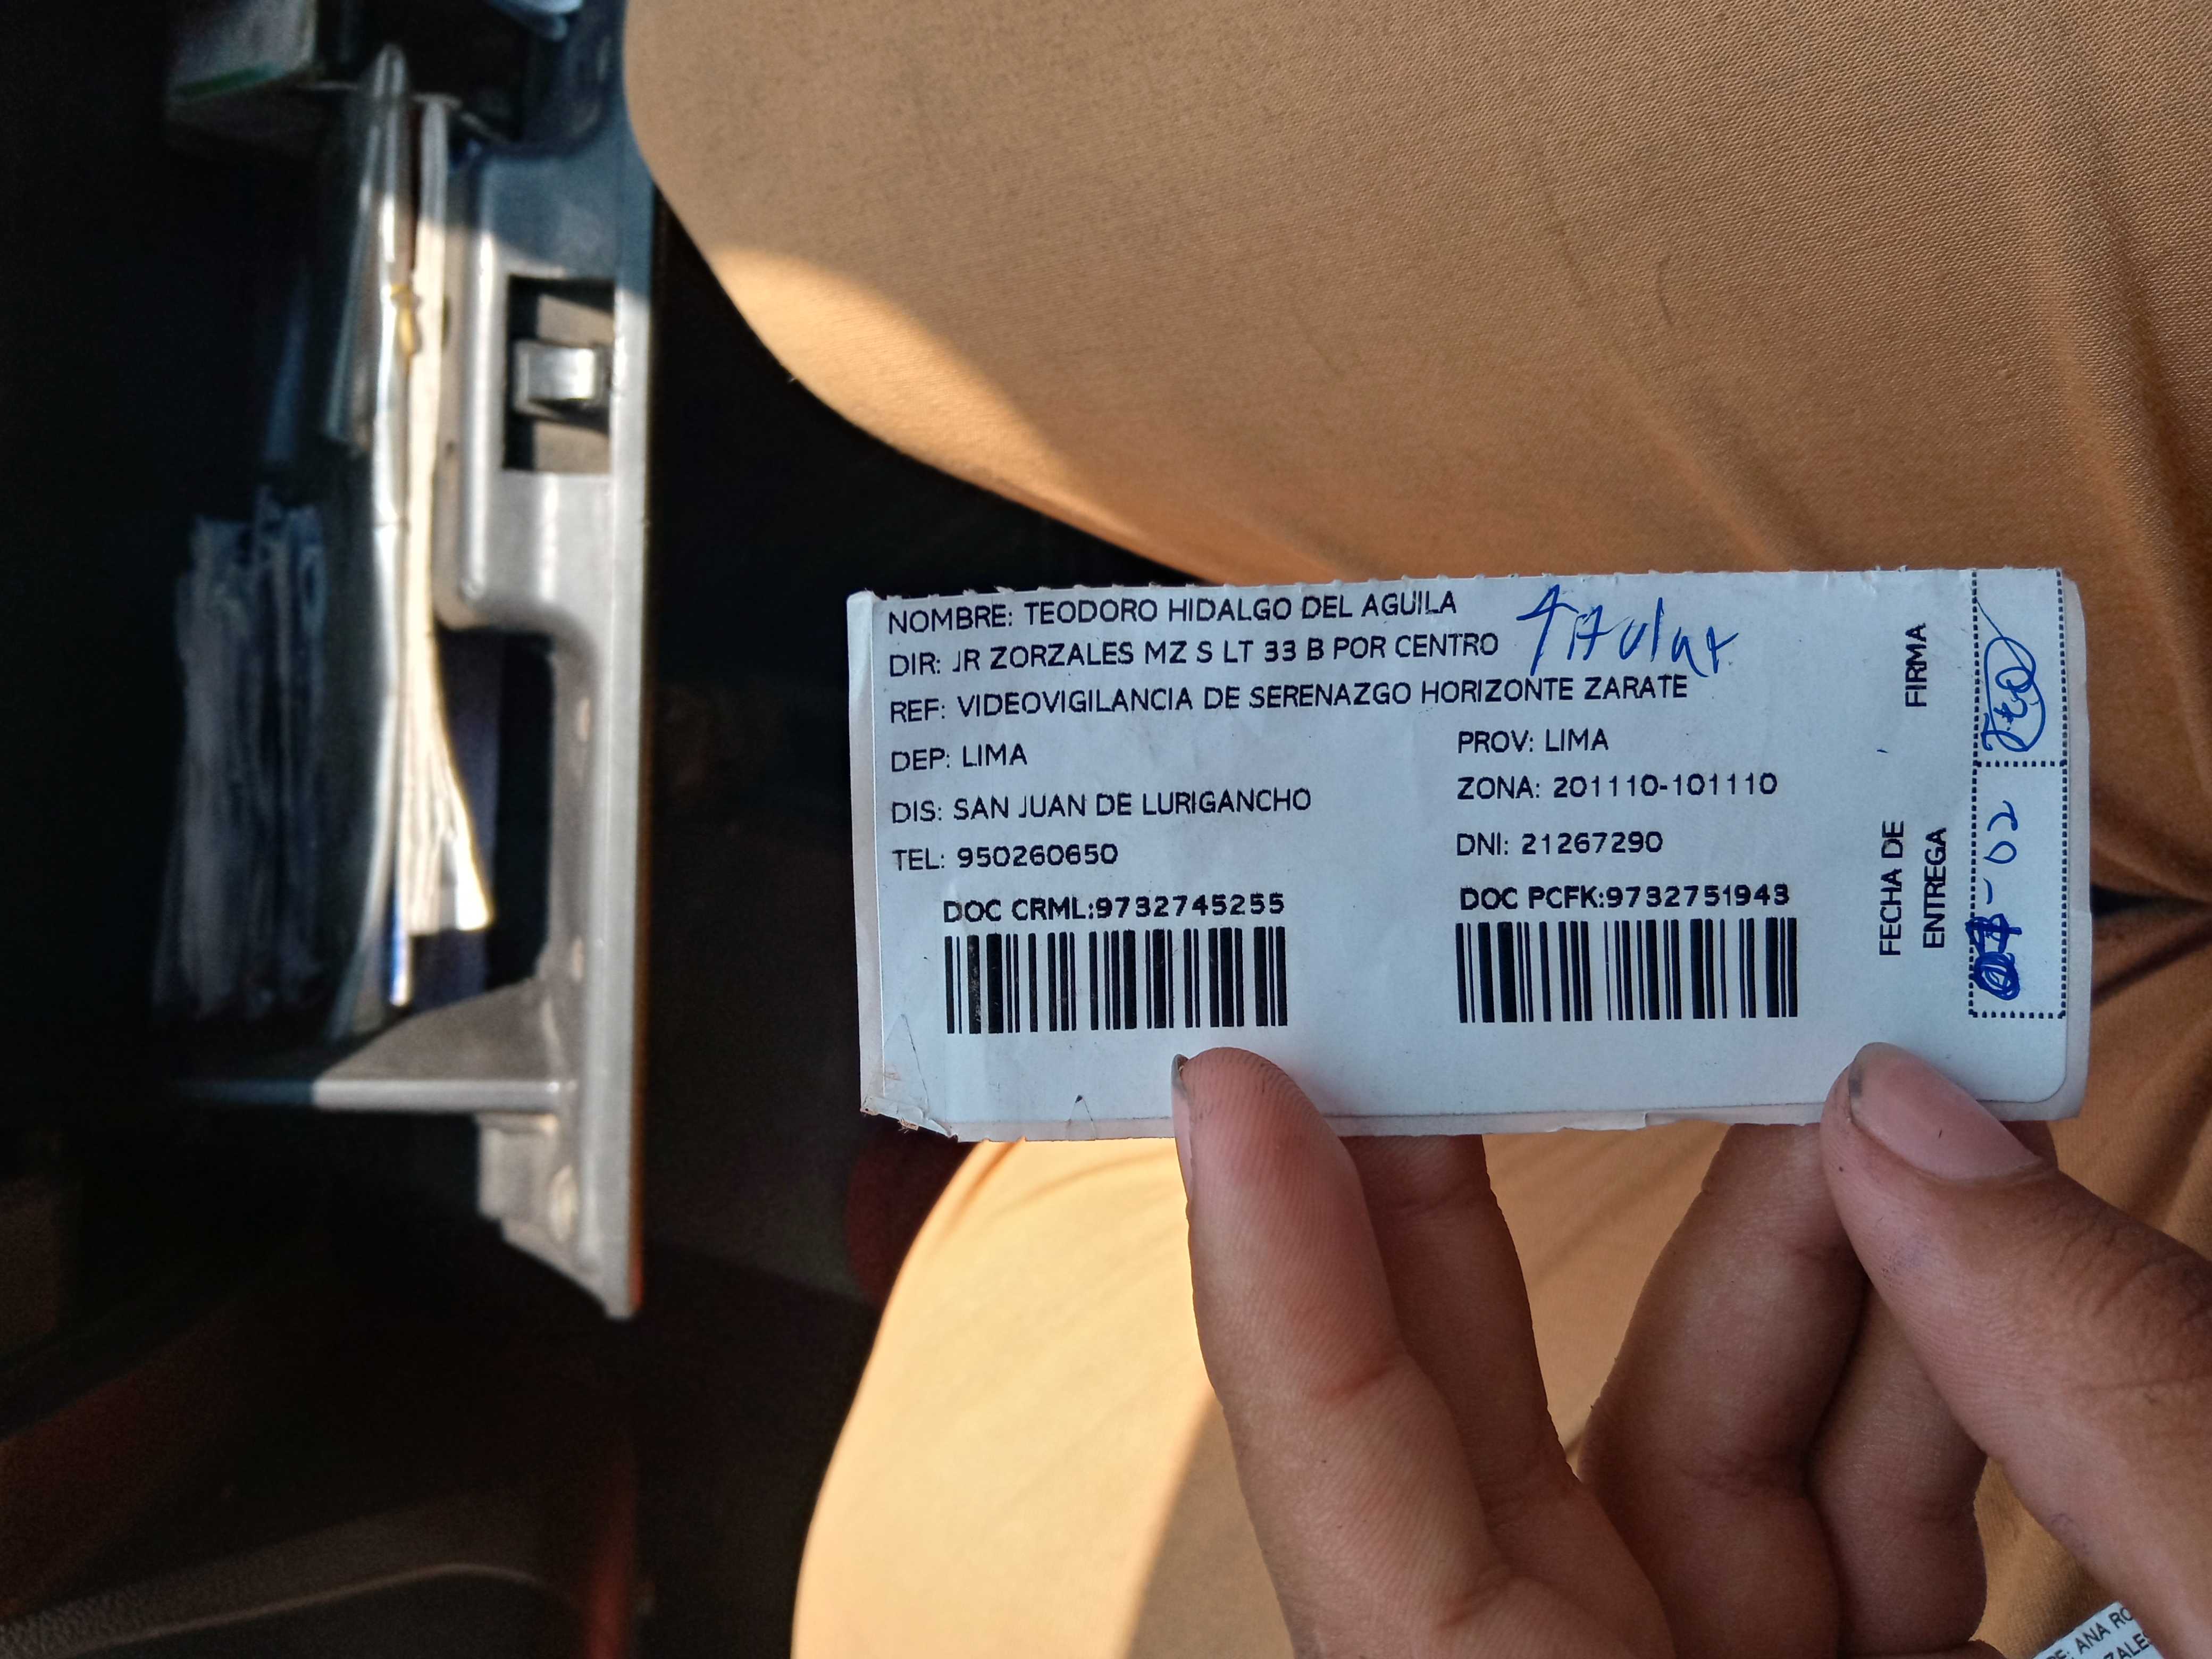 NOMBRE: TEODORO HIDALGO DEL AGUILA
DIR: JR ZORZALES MZ S LT 33 B POR CENTRO
Titular
REF: VIDEOVIGILANCIA DE SERENAZGO HORIZONTE ZARATE
DEP: LIMA
PROV: LIMA
DIS: SAN JUAN DE LURIGANCHO
ZONA: 201110-101110
TEL: 950260650
DNI: 21267290
DOC CRML:9732745255
DOC PCFK:9732751943
FIRMA
FECHA DE
ENTREGA
-02
ANA